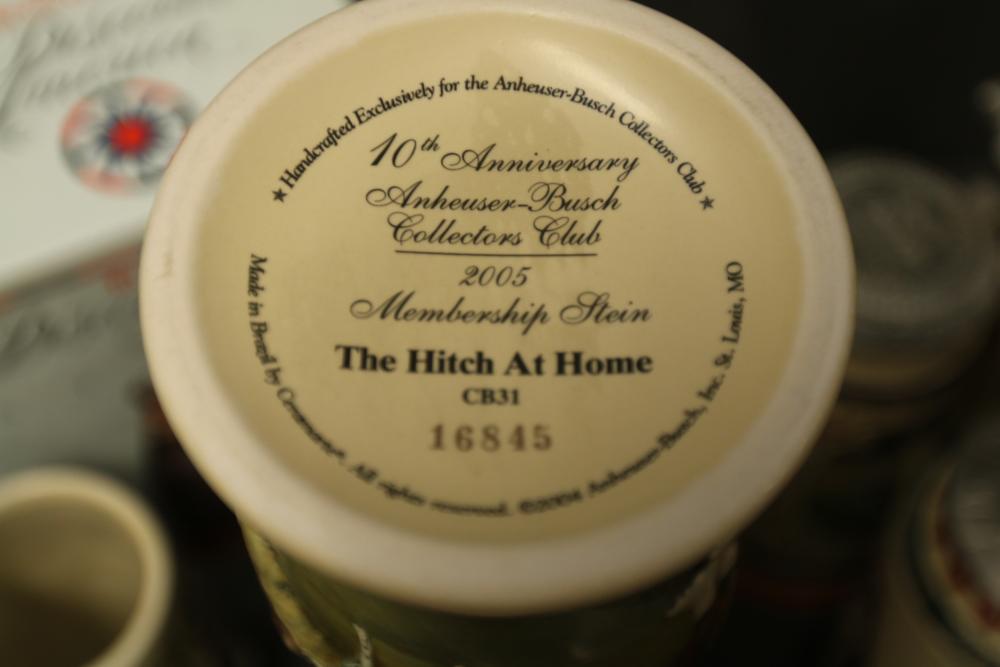 ★ Handcrafted Exclusively for the Anheuser-Busch Collectors Club ★
10th Anniversary
Anheuser-Busch
Collectors Club
2005
Membership Stein
The Hitch At Home
CB31
16845
Made in Brazil by Ceramarte®. All rights reserved. ©2004 Anheuser-Busch, Inc. St. Louis, MO